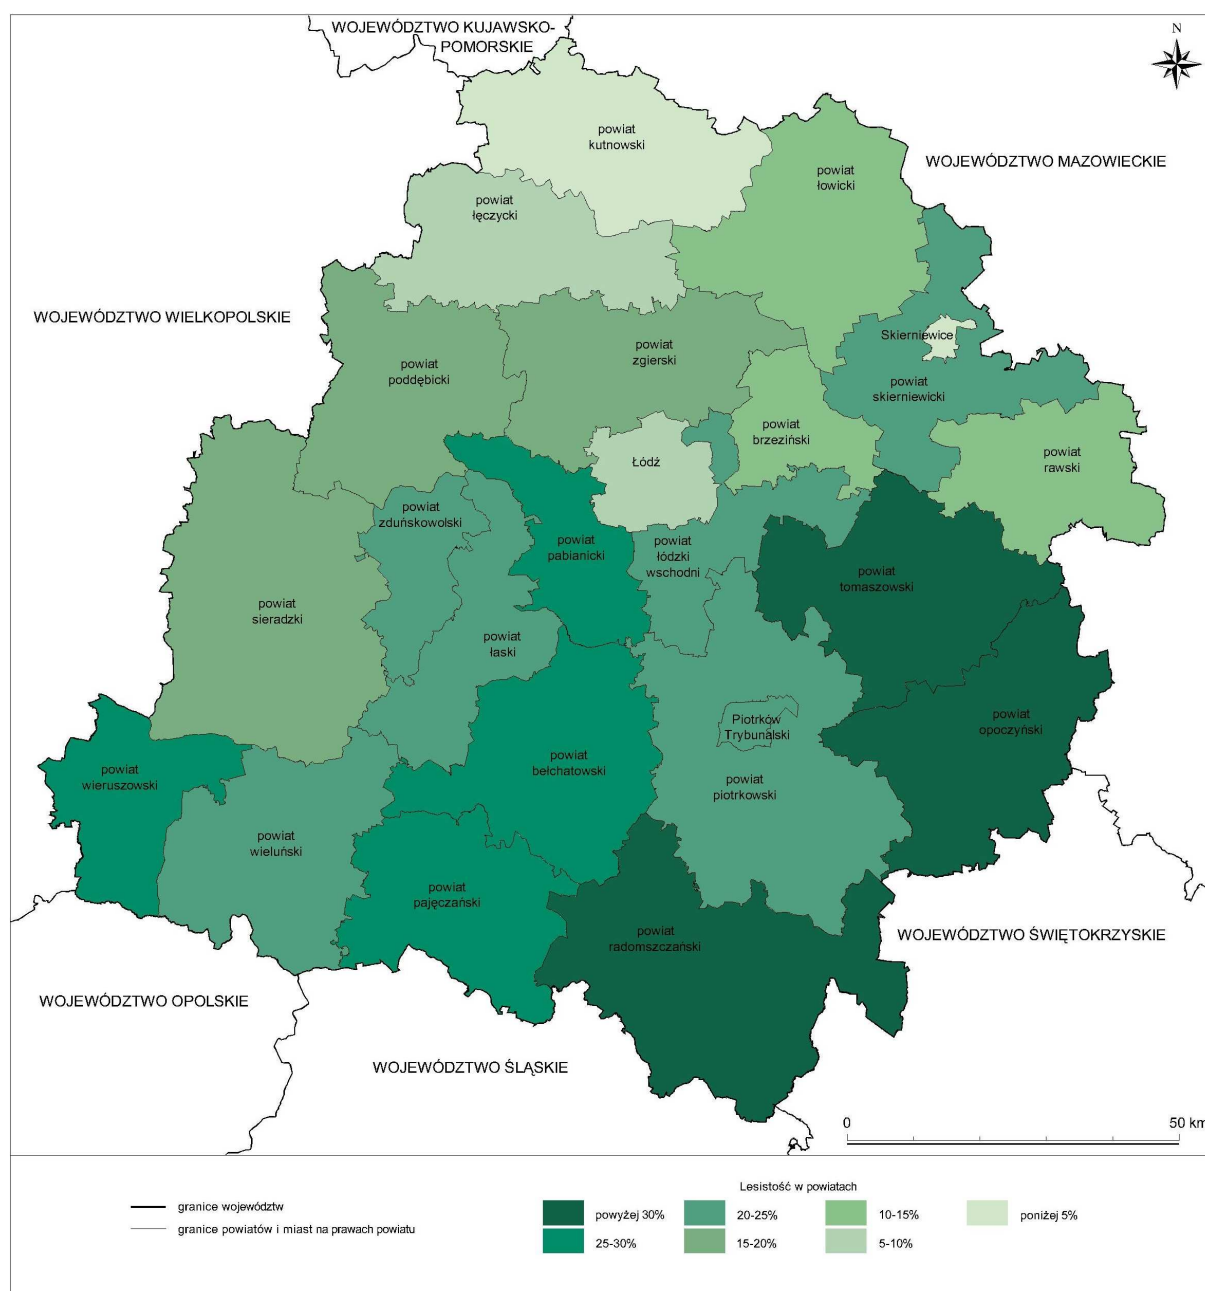 WOJEWÓDZTWO KUJAWSKO-
POMORSKIE
N
WOJEWÓDZTWO MAZOWIECKIE
powiat
kutnowski
powiat
łowicki
powiat
łęczycki
WOJEWÓDZTWO WIELKOPOLSKIE
Skierniewice
powiat
zgierski
powiat
poddębicki
powiat
skierniewicki
powiat
brzeziński
powiat
rawski
Łódź
powiat
zduńskowolski
powiat
pabianicki
powiat
łódzki
wschodni
powiat
tomaszowski
powiat
sieradzki
powiat
łaski
powiat
opoczyński
Piotrków
Trybunalski
powiat
wieruszowski
powiat
bełchatowski
powiat
piotrkowski
powiat
wieluński
powiat
pajęczański
powiat
radomszczański
WOJEWÓDZTWO ŚWIĘTOKRZYSKIE
WOJEWÓDZTWO OPOLSKIE
WOJEWÓDZTWO ŚLĄSKIE
0 50 km
Lesistość w powiatach
granice województw
granice powiatów i miast na prawach powiatu
powyżej 30% 20-25% 10-15% poniżej 5%
25-30% 15-20% 5-10%